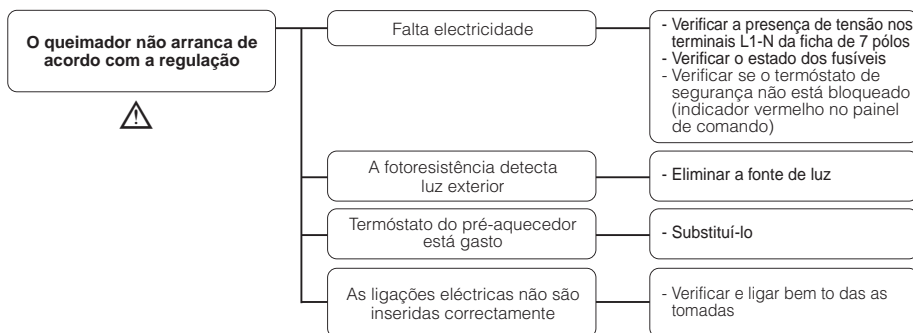 O queimador não arranca de
acordo com a regulação
Falta electricidade
- Verificar a presença de tensão nos
terminais L1-N da ficha de 7 pólos
- Verificar o estado dos fusíveis
- Verificar se o termóstato de
segurança não está bloqueado
(indicador vermelho no painel
de comando)
A fotoresistência detecta
luz exterior
- Eliminar a fonte de luz
Termóstato do pré-aquecedor
está gasto
- Substituí-lo
As ligações eléctricas não são
inseridas correctamente
- Verificar e ligar bem to das as
tomadas